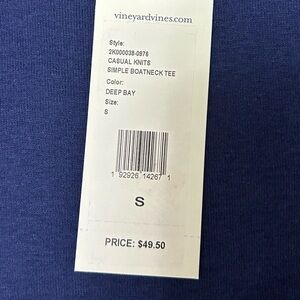 vineyardvines.com
Style:
2K000038-0976
CASUAL KNITS
SIMPLE BOATNECK TEE
Color:
DEEP BAY
Size:
S
1 92926 14267 1
S
PRICE: $49.50